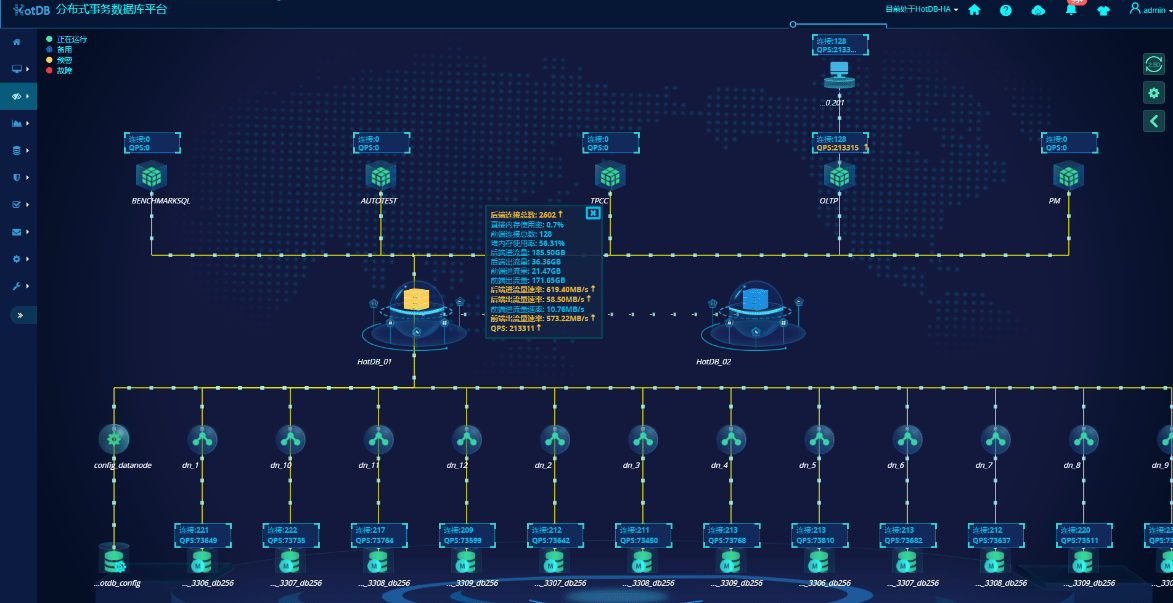 HotDB 分布式事务数据库平台
目前处于HotDB-HA
99+
admin
正在运行
备用
预密
故障
连接:128
QPS:2133...
...0.201
连接:0
QPS:0
连接:0
QPS:0
连接:0
QPS:0
连接:128
QPS:213315
连接:0
QPS:0
BENCHMARKSQL
AUTOTEST
TPCC
OLTP
PM
后端连接总数: 2602
直接内存使用率: 0.7%
前端连接总数: 128
堆内存使用率: 56.31%
后端进流量: 185.50GB
后端出流量: 36.36GB
前端进流量: 21.47GB
前端出流量: 171.65GB
后端进流量速率: 619.40MB/s
后端出流量速率: 58.50MB/s
前端进流量速率: 10.76MB/s
前端出流量速率: 573.22MB/s
QPS: 213311
HotDB_01
HotDB_02
config_datanode
dn_1
dn_10
dn_11
dn_12
dn_2
dn_3
dn_4
dn_5
dn_6
dn_7
dn_8
dn_9
连接:221
QPS:73649
连接:222
QPS:73735
连接:217
QPS:73764
连接:209
QPS:73599
连接:212
QPS:73642
连接:211
QPS:73450
连接:213
QPS:73768
连接:213
QPS:73810
连接:213
QPS:73682
连接:212
QPS:73637
连接:220
QPS:73511
...otdb_config
..._3306_db256
..._3307_db256
..._3308_db256
..._3309_db256
..._3307_db256
..._3308_db256
..._3309_db256
..._3306_db256
..._3307_db256
..._3308_db256
..._3309_db256